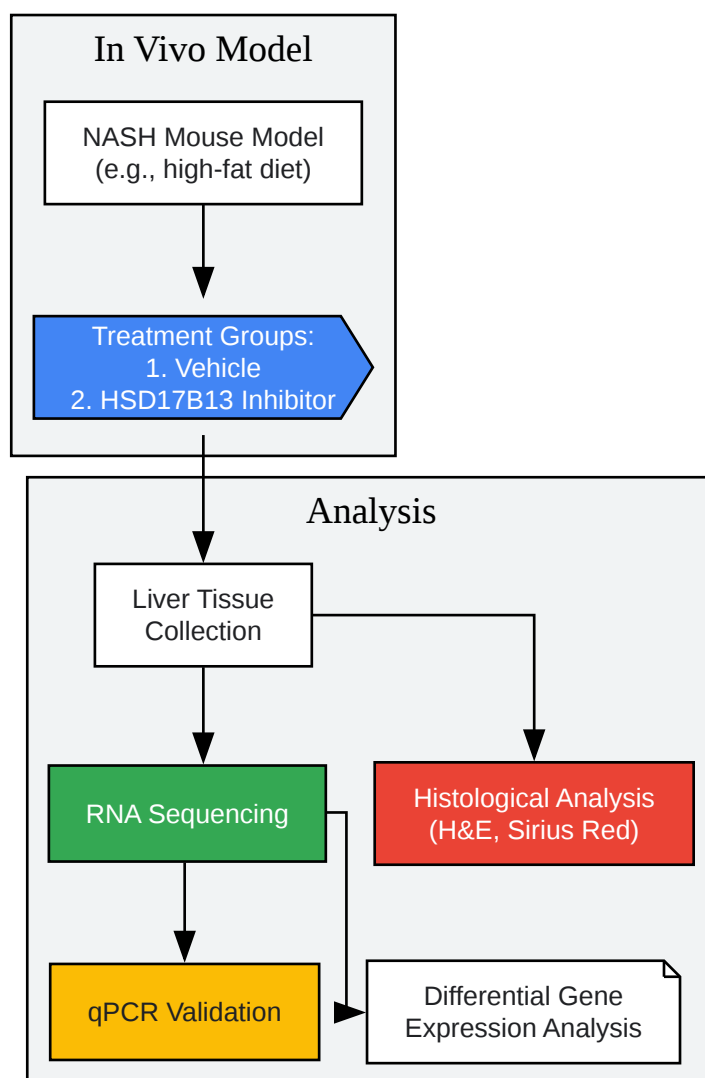 In Vivo Model
NASH Mouse Model
(e.g., high-fat diet)
Treatment Groups:
1. Vehicle
2. HSD17B13 Inhibitor
Analysis
Liver Tissue
Collection
RNA Sequencing
Histological Analysis
(H&E, Sirius Red)
qPCR Validation
Differential Gene
Expression Analysis